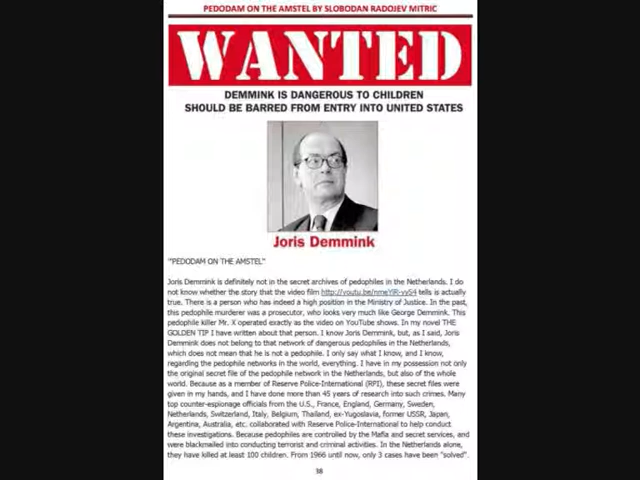 PEDODAM ON THE AMSTEL BY SLOBODAN RADOJEV MITRIC
WANTED
DEMMINK IS DANGEROUS TO CHILDREN
SHOULD BE BARRED FROM ENTRY INTO UNITED STATES
Joris Demmink
"PEDODAM ON THE AMSTEL"
Joris Demmink is definitely not in the secret archives of pedophiles in the Netherlands. I do
not know whether the story that the video film http://youtu.be/nmeYlR-vvS4 tells is actually
true. There is a person who has indeed a high position in the Ministry of Justice. In the past,
this pedophile murderer was a prosecutor, who looks very much like George Demmink. This
pedophile killer Mr. X operated exactly as the video on YouTube shows. In my novel THE
GOLDEN TIP I have written about that person. I know Joris Demmink, but, as I said, Joris
Demmink does not belong to that network of dangerous pedophiles in the Netherlands,
which does not mean that he is not a pedophile. I only say what I know, and I know,
regarding the pedophile networks in the world, everything. I have in my possession not only
the original secret file of the pedophile network in the Netherlands, but also of the whole
world. Because as a member of Reserve Police-International (RPI), these secret files were
given in my hands, and I have done more than 45 years of research into such crimes. Many
top counter-espionage officials from the U.S., France, England, Germany, Sweden,
Netherlands, Switzerland, Italy, Belgium, Thailand, ex-Yugoslavia, former USSR, Japan,
Argentina, Australia, etc. collaborated with Reserve Police-International to help conduct
these investigations. Because pedophiles are controlled by the Mafia and secret services, and
were blackmailed into conducting terrorist and criminal activities. In the Netherlands alone,
they have killed at least 100 children. From 1966 until now, only 3 cases have been "solved".
38